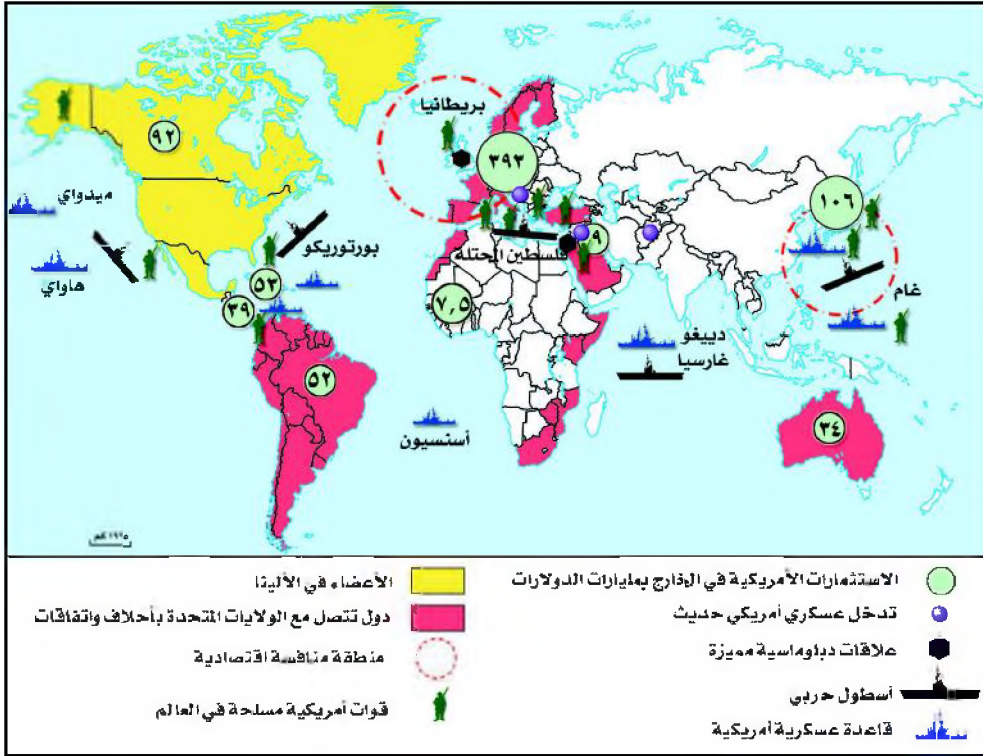 بريطانيا
٩٢
٣٩٣
ميدواي
١٠٦
بورتوريكو
٩
فلسطين المحتلة
هاواي
٥٣
غام
٣٩
٧,٥
دييغو
غارسيا
٥٢
أسنسيون
٣٤
كم
الاستثمارات الأمريكية في الخارج بمليارات الدولارات
الأعضاء في الألينا
تدخل عسكري أمريكي حديث
دول تتصل مع الولايات المتحدة بأحلاف واتفاقات
علاقات دبلوماسية مميزة
منطقة منافسة اقتصادية
أسطول حربي
قوات أمريكية مسلحة في العالم
قاعدة عسكرية أمريكية